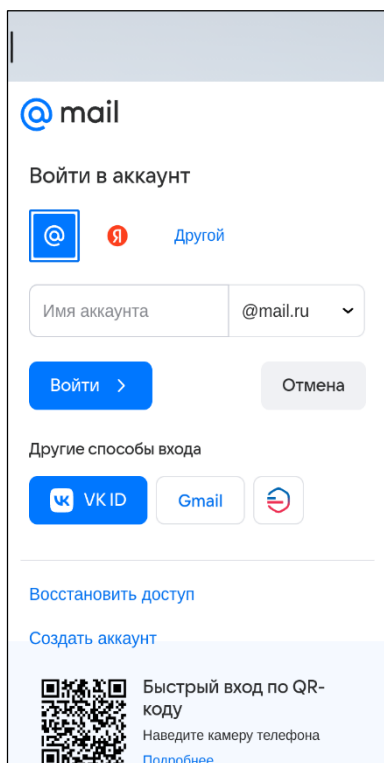 @ mail
Войти в аккаунт
@ Я Другой
Имя аккаунта @mail.ru
Войти Отмена
Другие способы входа
VK ID Gmail
Восстановить доступ
Создать аккаунт
Быстрый вход по QR-
коду
Наведите камеру телефона
Подробнее